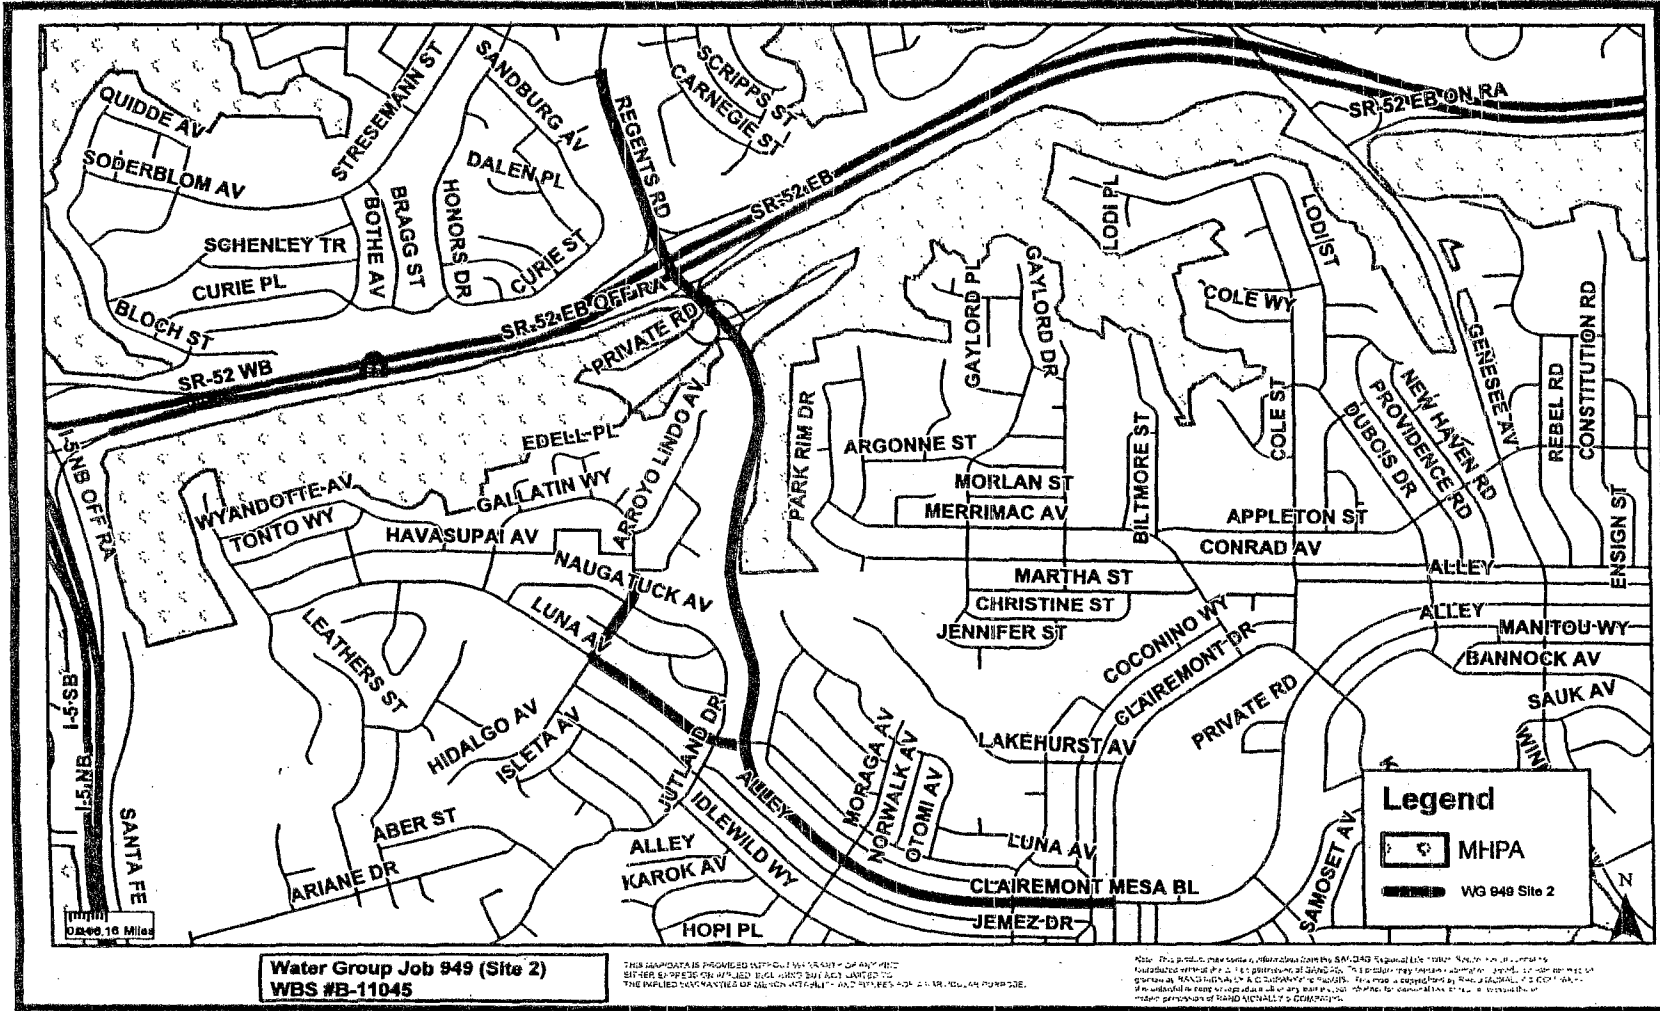 SANDBURG AV
STRESEMANN ST
SCRIPPS ST
CARNEGIE ST
REGENTS RD
QUIDDE AV
SR-52 EB ON RA
DALEN PL
SODERBLOM AV
BRAGG ST
HONORS DR
BOTHE AV
SR-52 EB
LODI PL
LODI ST
SCHENLEY TR
CURIE ST
CURIE PL
GAYLORD PL
GAYLORD DR
COLE WY
BLOCH ST
SR-52 EB OFF RA
PRIVATE RD
GENESEE AV
CONSTITUTION RD
REBEL RD
SR-52 WB
NEW HAVEN RD
PROVIDENCE RD
DUBOIS DR
COLE ST
BILTMORE ST
PARK RIM DR
ARGONNE ST
EDELL PL
ARROYO LINDO AV
I-5 NB OFF RA
MORLAN ST
GALLATIN WY
WYANDOTTE AV
TONTO WY
MERRIMAC AV
APPLETON ST
ENSIGN ST
HAVASUPAI AV
CONRAD AV
ALLEY
NAUGATUCK AV
MARTHA ST
CHRISTINE ST
LUNA AV
ALLEY
JENNIFER ST
MANITOU WY
COCONINO WY
CLAIREMONT DR
BANNOCK AV
LEATHERS ST
I-5 SB
SAUK AV
PRIVATE RD
HIDALGO AV
ISLETA AV
JUTLAND DR
LAKEHURST AV
MORAGA AV
NORWALK AV
OTOMI AV
I-5 NB
ALLEY
IDLEWILD WY
SANTA FE
ABER ST
ALLEY
LUNA AV
SAMOSET AV
KAROK AV
ARIANE DR
CLAIREMONT MESA BL
JEMEZ DR
HOPI PL
Legend
MHPA
WG 949 Site 2
N
Miles
Water Group Job 949 (Site 2)
WBS #B-11045